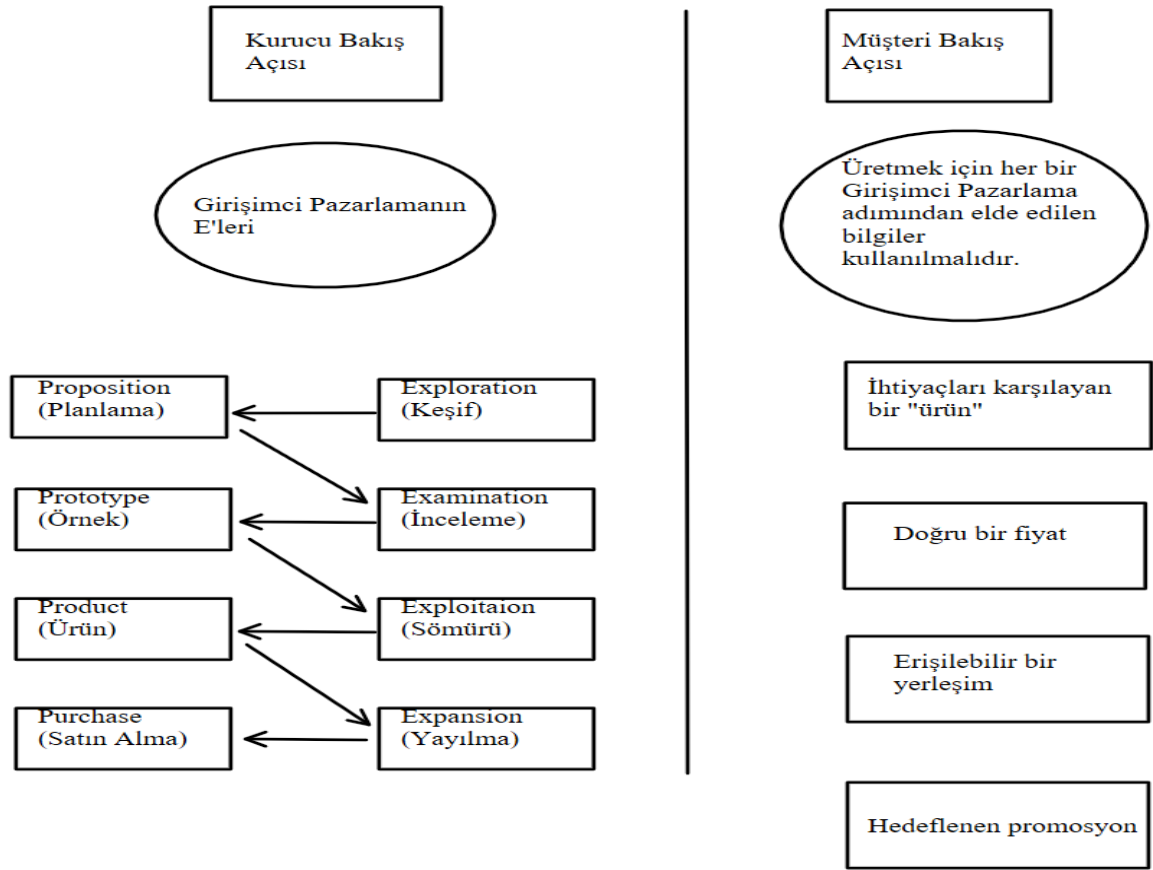 Kurucu Bakış
Açısı
Girişimci Pazarlamanın
E'leri
Proposition
(Planlama)
Exploration
(Keşif)
Prototype
(Örnek)
Examination
(İnceleme)
Product
(Ürün)
Exploitaion
(Sömürü)
Purchase
(Satın Alma)
Expansion
(Yayılma)
Müşteri Bakış
Açısı
Üretmek için her bir
Girişimci Pazarlama
adımından elde edilen
bilgiler
kullanılmalıdır.
İhtiyaçları karşılayan
bir "ürün"
Doğru bir fiyat
Erişilebilir bir
yerleşim
Hedeflenen promosyon